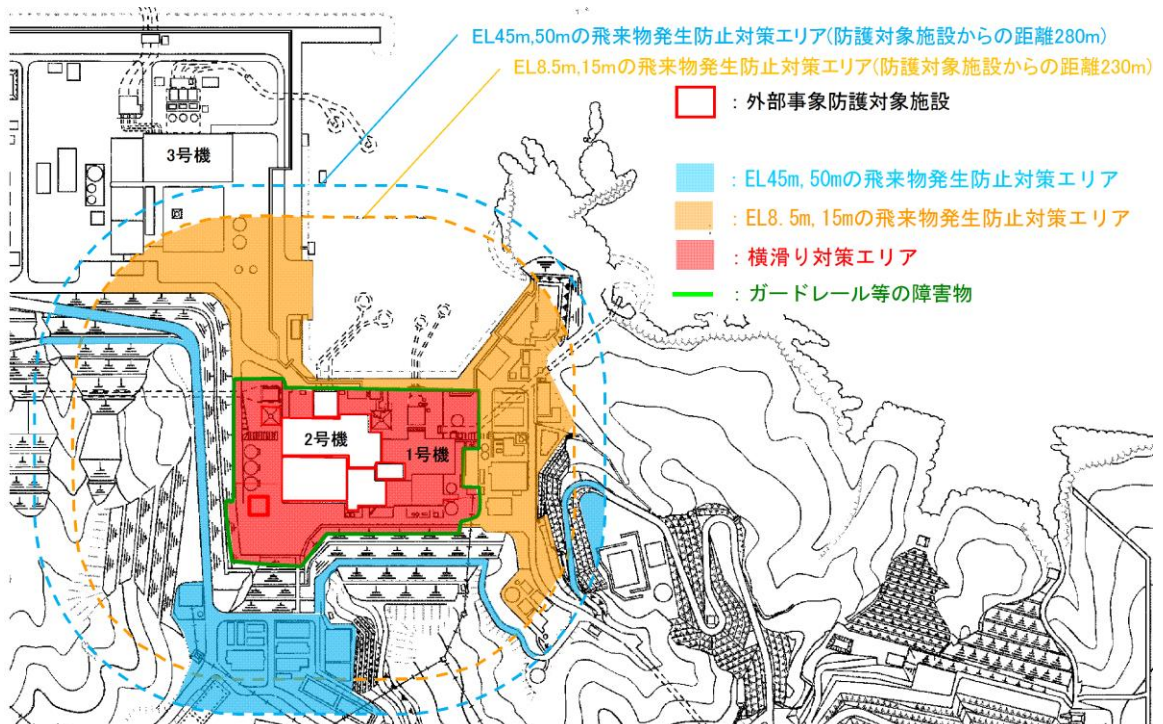 EL45m,50mの飛来物発生防止対策エリア(防護対象施設からの距離280m)
EL8.5m,15mの飛来物発生防止対策エリア(防護対象施設からの距離230m)
：外部事象防護対象施設
：EL45m,50mの飛来物発生防止対策エリア
：EL8.5m,15mの飛来物発生防止対策エリア
：横滑り対策エリア
：ガードレール等の障害物
3号機
2号機
1号機